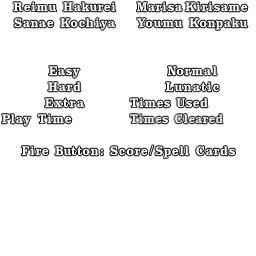 Reimu Hakurei Marisa Kirisame
Sanae Kochiya Youmu Konpaku
Easy Normal
Hard Lunatic
Extra Times Used
Play Time Times Cleared
Fire Button: Score/Spell Cards